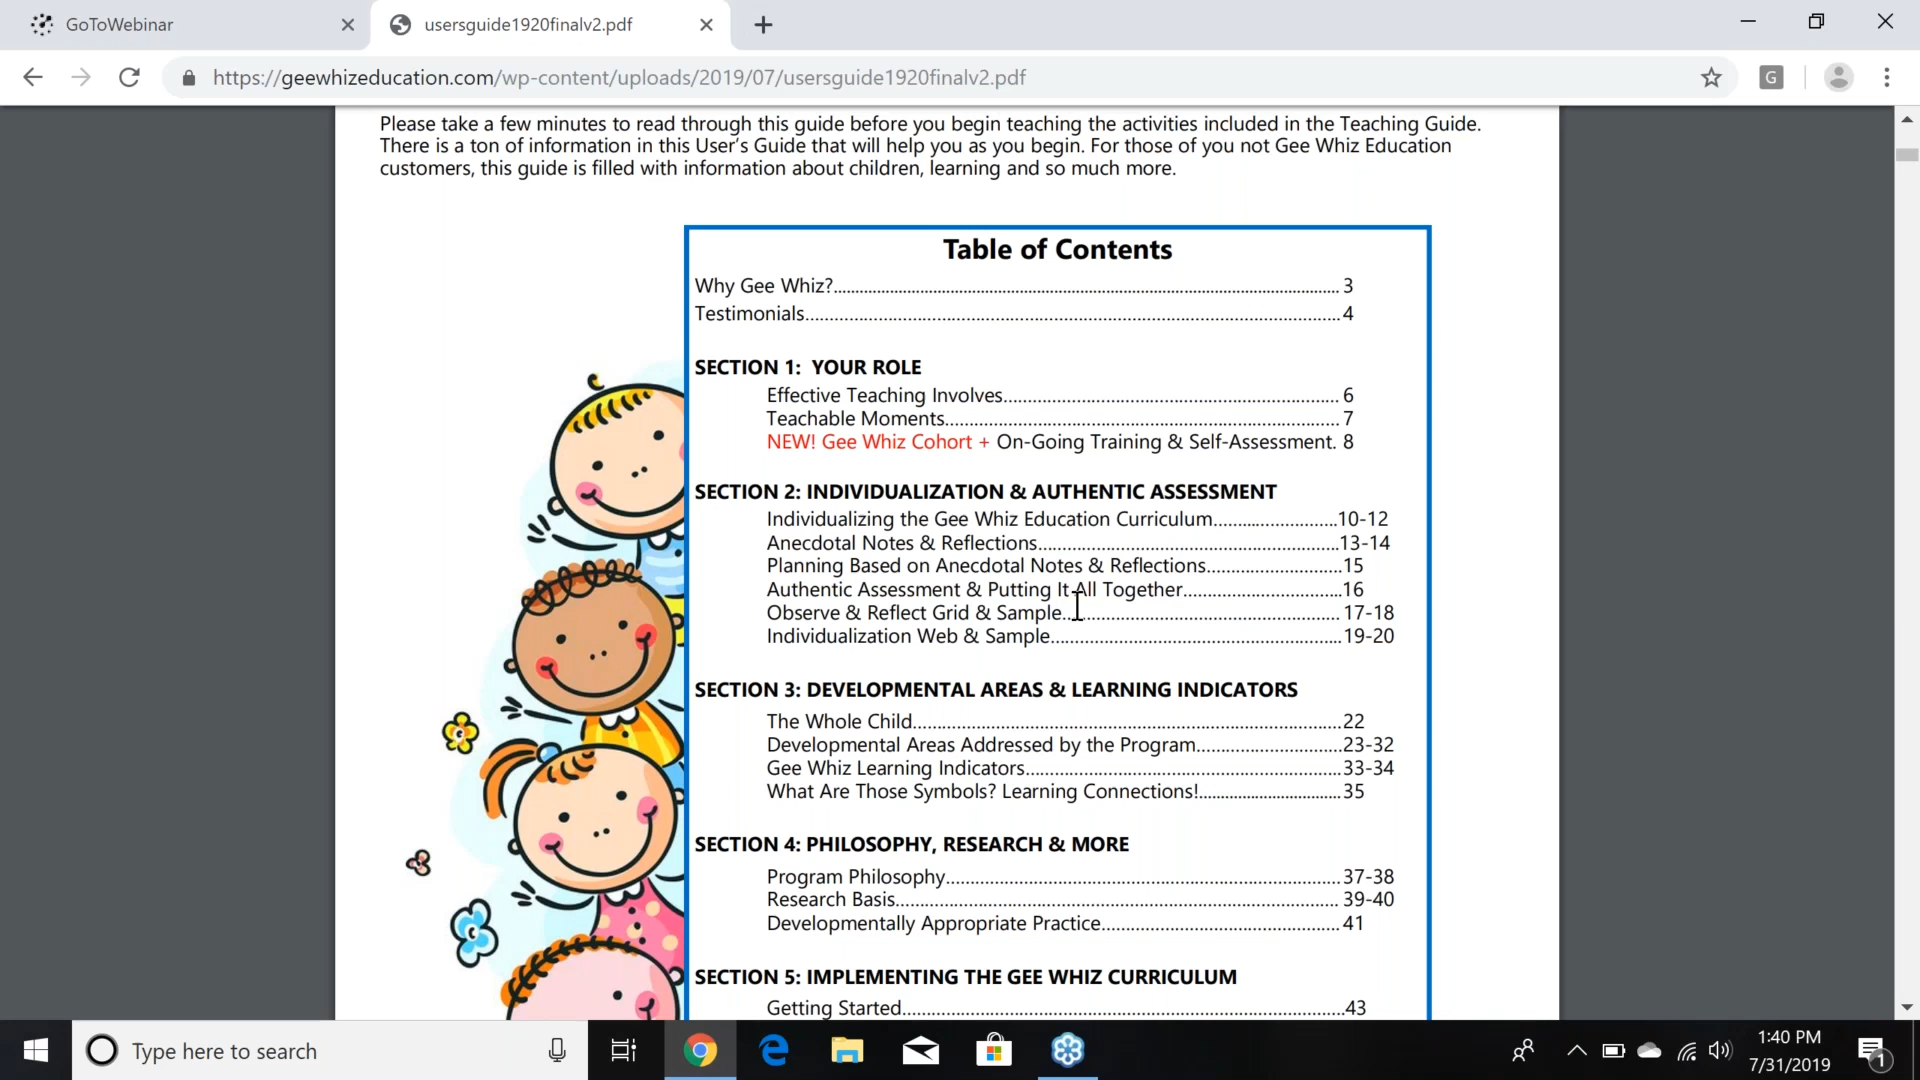 GoToWebinar
usersguide1920finalv2.pdf
https://geewhizeducation.com/wp-content/uploads/2019/07/usersguide1920finalv2.pdf
G
Please take a few minutes to read through this guide before you begin teaching the activities included in the Teaching Guide.
There is a ton of information in this User's Guide that will help you as you begin. For those of you not Gee Whiz Education
customers, this guide is filled with information about children, learning and so much more.
Table of Contents
Why Gee Whiz?.......................................................................................... 3
Testimonials.......................................................................................... 4
SECTION 1:  YOUR ROLE
Effective Teaching Involves.......................................................... 6
Teachable Moments.................................................................... 7
NEW! Gee Whiz Cohort + On-Going Training & Self-Assessment. 8
SECTION 2: INDIVIDUALIZATION & AUTHENTIC ASSESSMENT
Individualizing the Gee Whiz Education Curriculum.....................10-12
Anecdotal Notes & Reflections....................................................13-14
Planning Based on Anecdotal Notes & Reflections.......................15
Authentic Assessment & Putting It All Together...........................16
Observe & Reflect Grid & Sample............................................... 17-18
Individualization Web & Sample..................................................19-20
SECTION 3: DEVELOPMENTAL AREAS & LEARNING INDICATORS
The Whole Child.........................................................................22
Developmental Areas Addressed by the Program.........................23-32
Gee Whiz Learning Indicators......................................................33-34
What Are Those Symbols? Learning Connections!.........................35
SECTION 4: PHILOSOPHY, RESEARCH & MORE
Program Philosophy....................................................................37-38
Research Basis............................................................................ 39-40
Developmentally Appropriate Practice.........................................41
SECTION 5: IMPLEMENTING THE GEE WHIZ CURRICULUM
Getting Started...........................................................................43
Type here to search
1:40 PM
7/31/2019
1